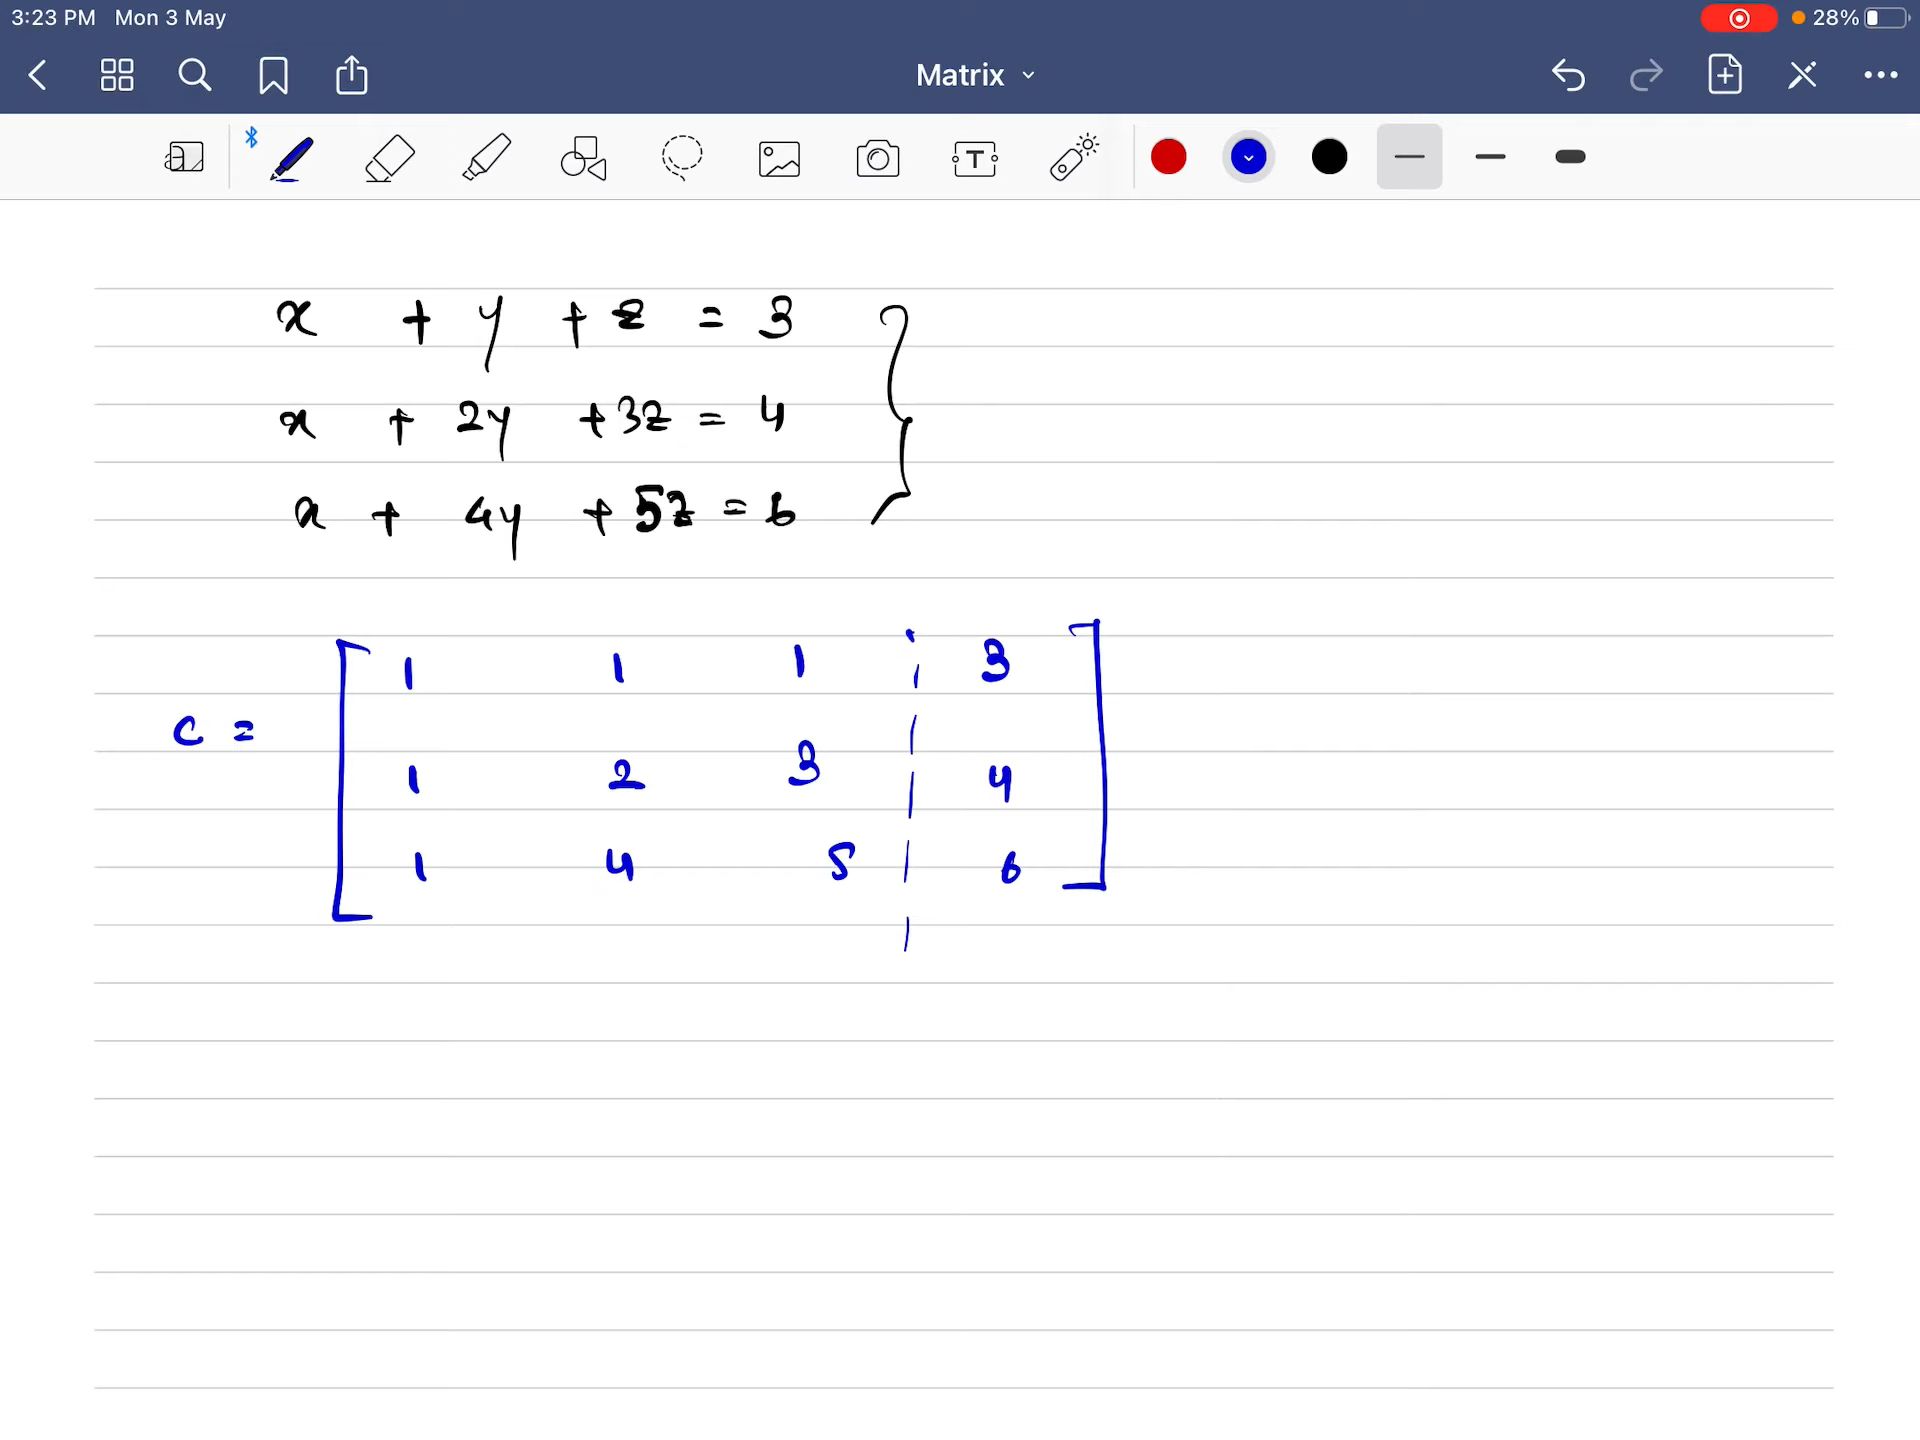 3:23 PM Mon 3 May 28%
Matrix
x + y + z = 3
x + 2y + 3z = 4
x + 4y + 5z = 6
1 1 1 3
C =
1 2 3 4
1 4 5 6